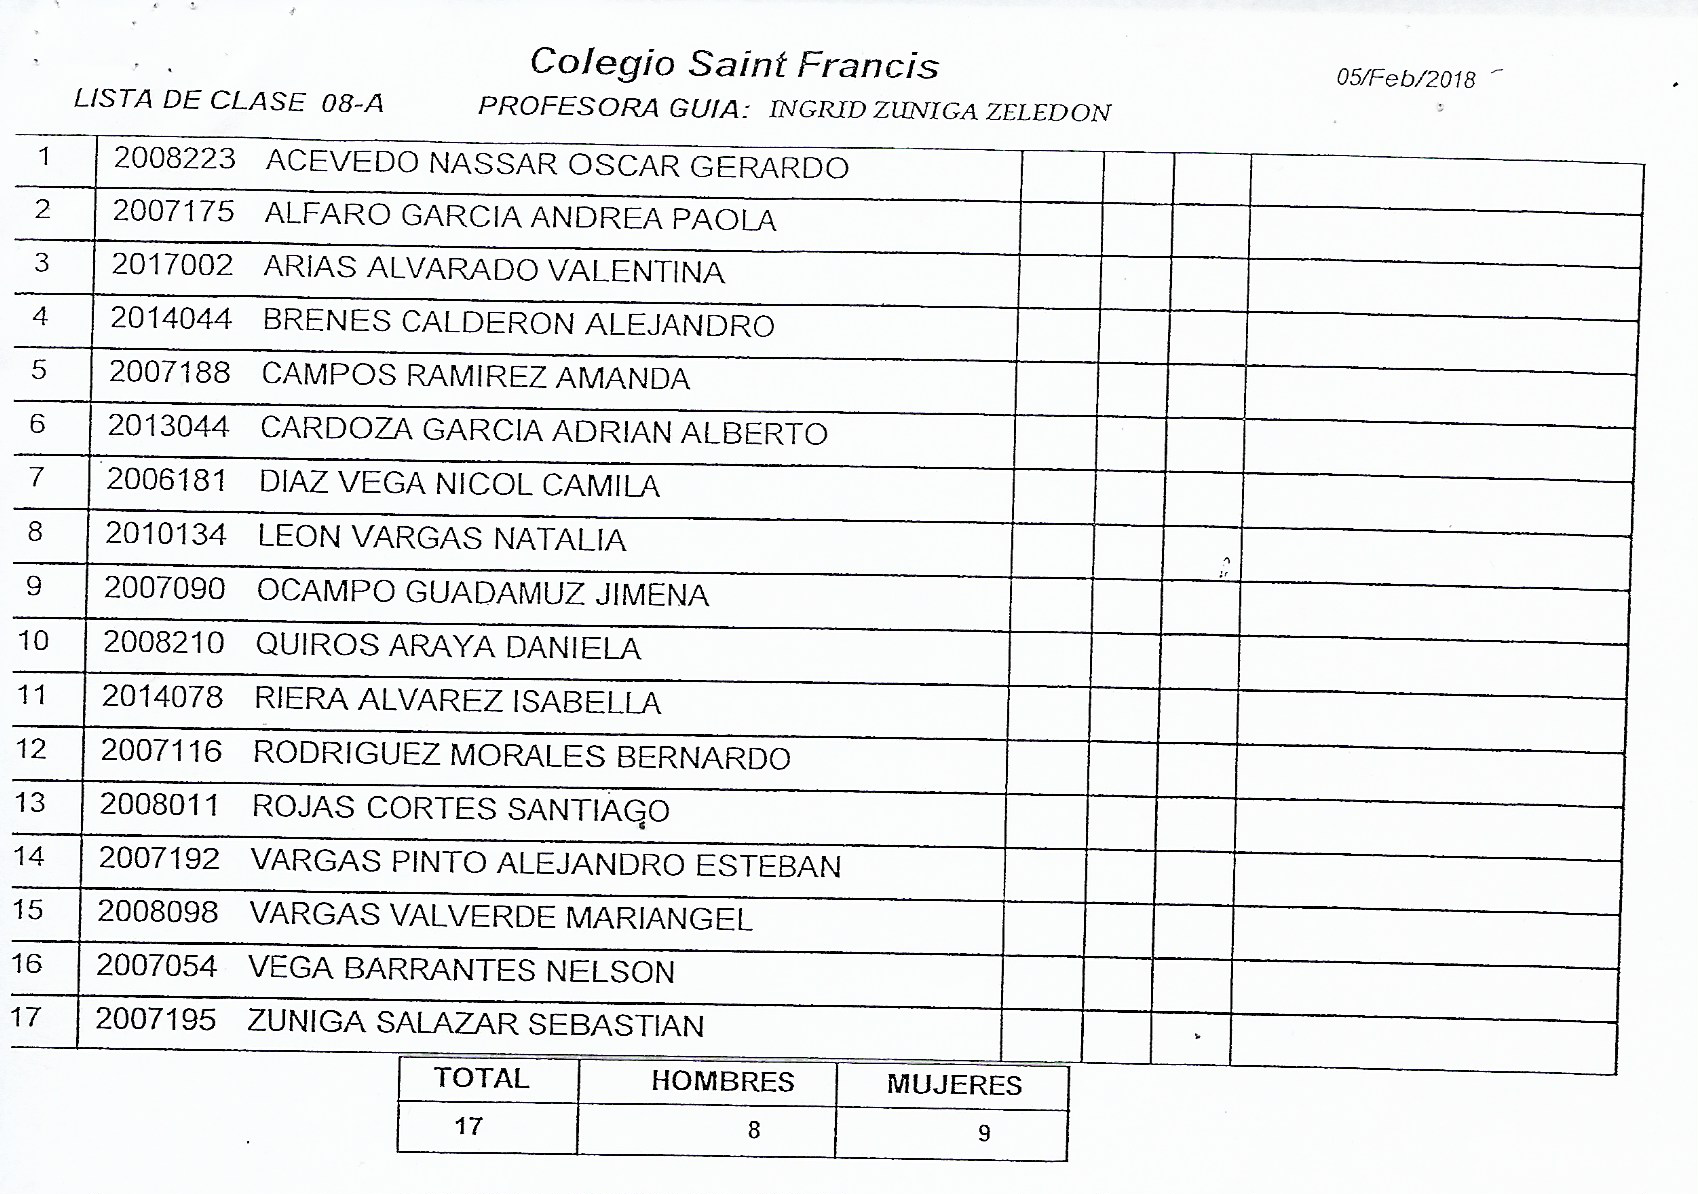 Colegio Saint Francis
05/Feb/2018
LISTA DE CLASE 08-A PROFESORA GUIA: INGRID ZUNIGA ZELEDON
1 2008223 ACEVEDO NASSAR OSCAR GERARDO
2 2007175 ALFARO GARCIA ANDREA PAOLA
3 2017002 ARIAS ALVARADO VALENTINA
4 2014044 BRENES CALDERON ALEJANDRO
5 2007188 CAMPOS RAMIREZ AMANDA
6 2013044 CARDOZA GARCIA ADRIAN ALBERTO
7 2006181 DIAZ VEGA NICOL CAMILA
8 2010134 LEON VARGAS NATALIA
9 2007090 OCAMPO GUADAMUZ JIMENA
10 2008210 QUIROS ARAYA DANIELA
11 2014078 RIERA ALVAREZ ISABELLA
12 2007116 RODRIGUEZ MORALES BERNARDO
13 2008011 ROJAS CORTES SANTIAGO
14 2007192 VARGAS PINTO ALEJANDRO ESTEBAN
15 2008098 VARGAS VALVERDE MARIANGEL
16 2007054 VEGA BARRANTES NELSON
17 2007195 ZUNIGA SALAZAR SEBASTIAN
TOTAL HOMBRES MUJERES
17 8 9